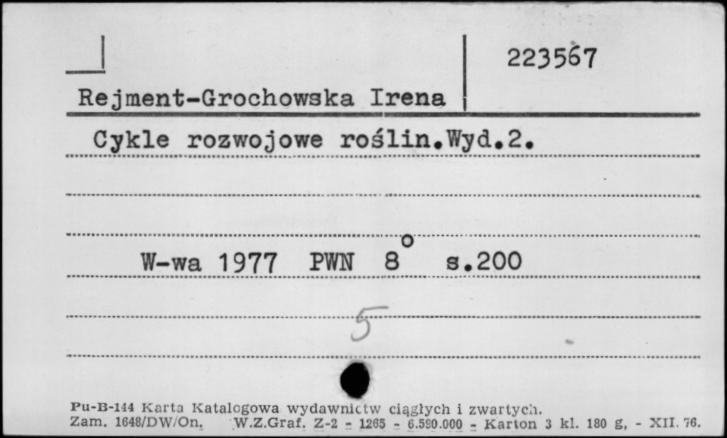 223567
Rejment-Grochowska Irena
Cykle rozwojowe roślin.Wyd.2.
W-wa 1977 PWN 8° s.200
5
Pu-B-144 Karta Katalogowa wydawnictw ciągłych i zwartych.
Zam. 1648/DW/On. W.Z.Graf. Z-2 - 1265 - 6.590.000 - Karton 3 kl. 180 g, - XII. 76.